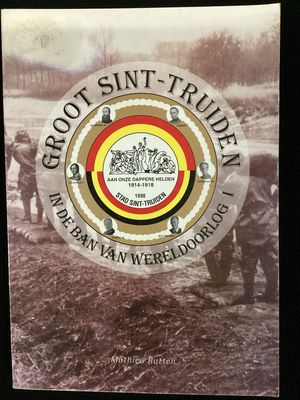 GROOT SINT-TRUIDEN
AAN ONZE DAPPERE HELDEN
1914-1918
1998
STAD SINT-TRUIDEN
IN DE BAN VAN WERELDOORLOG
Mathieu Rutten